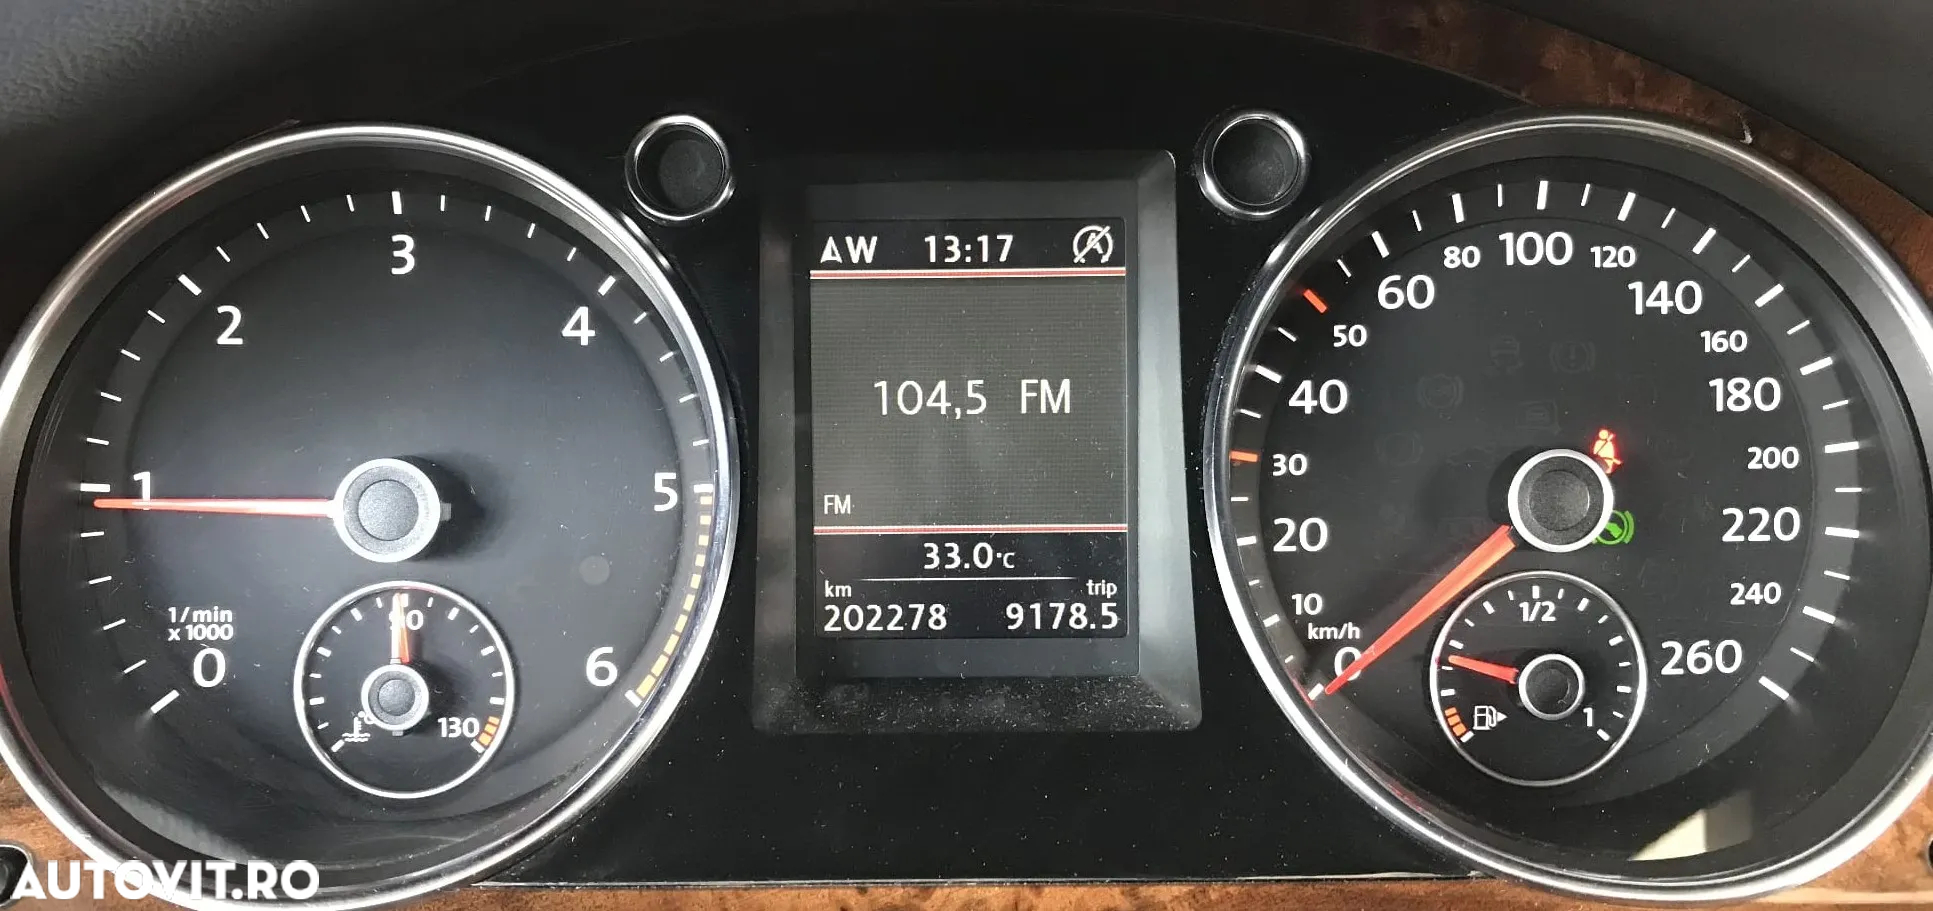 1 2 3 4 5 6
1/min
x 1000
0
90
130
AW 13:17
104,5 FM
FM
33.0°C
km trip
202278 9178.5
0 10 20 30 40 50 60 80 100 120 140 160 180 200 220 240 260
km/h
1/2
1
AUTOVIT.RO